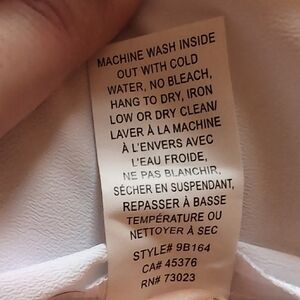 MACHINE WASH INSIDE
OUT WITH COLD
WATER, NO BLEACH,
HANG TO DRY, IRON
LOW OR DRY CLEAN/
LAVER À LA MACHINE
À L'ENVERS AVEC
L'EAU FROIDE,
NE PAS BLANCHIR,
SÉCHER EN SUSPENDANT,
REPASSER À BASSE
TEMPÉRATURE OU
NETTOYER À SEC
STYLE# 9B164
CA# 45376
RN# 73023